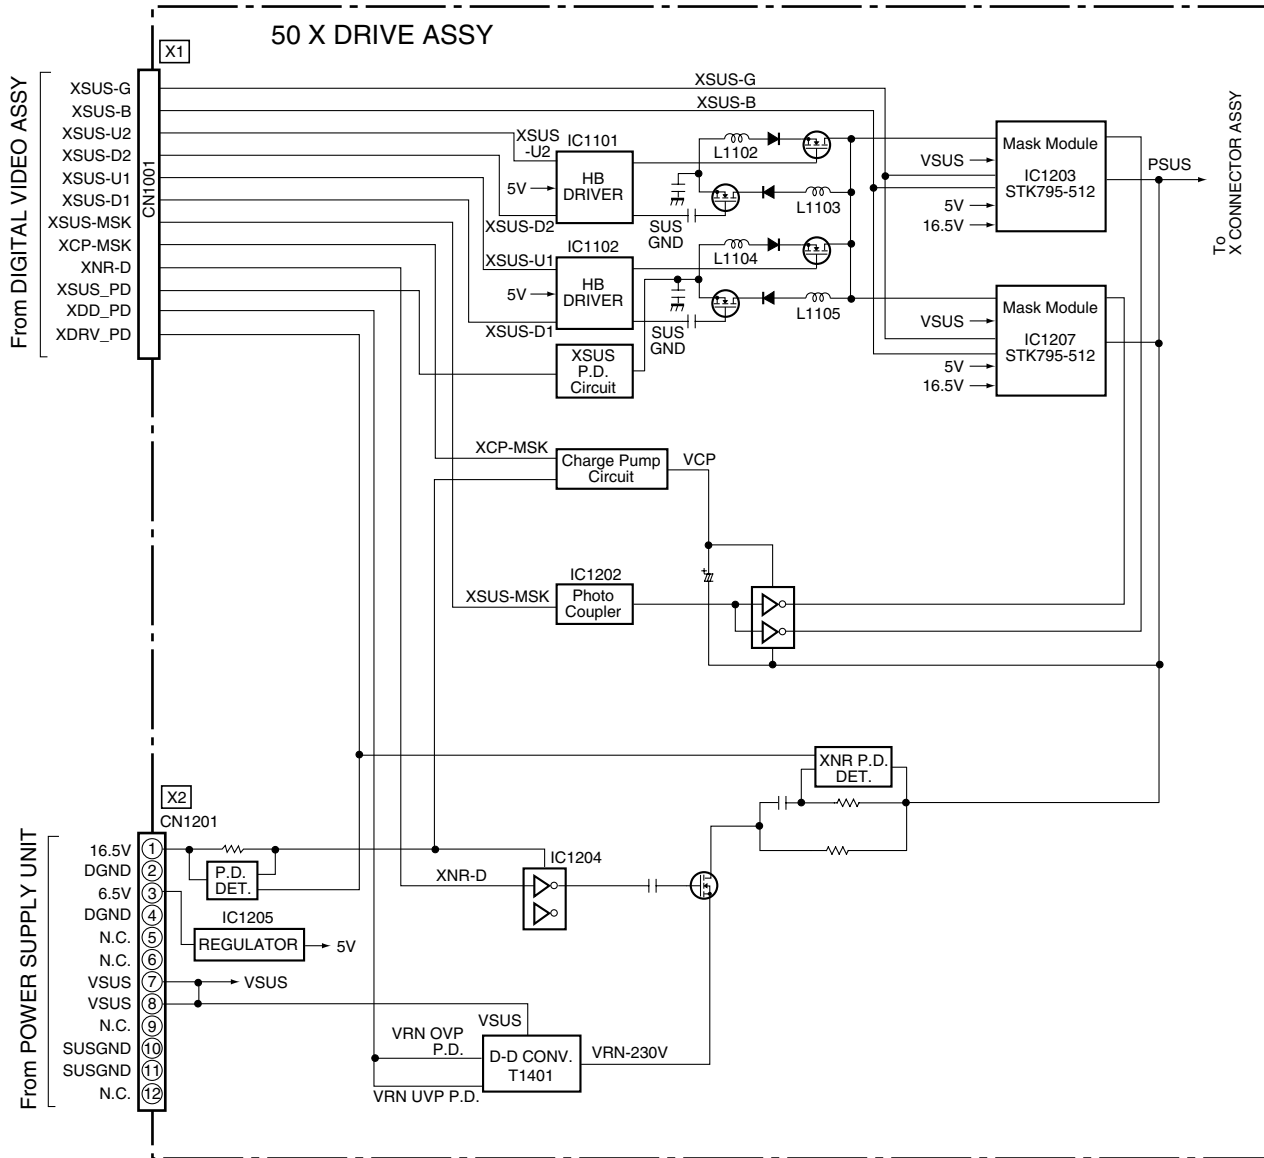 50 X DRIVE ASSY
X1
From DIGITAL VIDEO ASSY
CN1001
XSUS-G
XSUS-B
XSUS-U2
XSUS-D2
XSUS-U1
XSUS-D1
XSUS-MSK
XCP-MSK
XNR-D
XSUS_PD
XDD_PD
XDRV_PD
XSUS-G
XSUS-B
XSUS
-U2
IC1101
5V
HB
DRIVER
XSUS-D2
L1102
L1103
SUS
GND
XSUS-U1
IC1102
5V
HB
DRIVER
XSUS-D1
L1104
L1105
SUS
GND
XSUS
P.D.
Circuit
Mask Module
IC1203
STK795-512
VSUS
5V
16.5V
PSUS
To
X CONNECTOR ASSY
Mask Module
IC1207
STK795-512
VSUS
5V
16.5V
XCP-MSK
Charge Pump
Circuit
VCP
IC1202
XSUS-MSK
Photo
Coupler
+
XNR P.D.
DET.
X2
CN1201
From POWER SUPPLY UNIT
16.5V 1
DGND 2
6.5V 3
DGND 4
N.C. 5
N.C. 6
VSUS 7
VSUS 8
N.C. 9
SUSGND 10
SUSGND 11
N.C. 12
P.D.
DET.
IC1205
REGULATOR
5V
VSUS
XNR-D
IC1204
VSUS
VRN OVP
P.D.
VRN UVP P.D.
D-D CONV.
T1401
VRN-230V